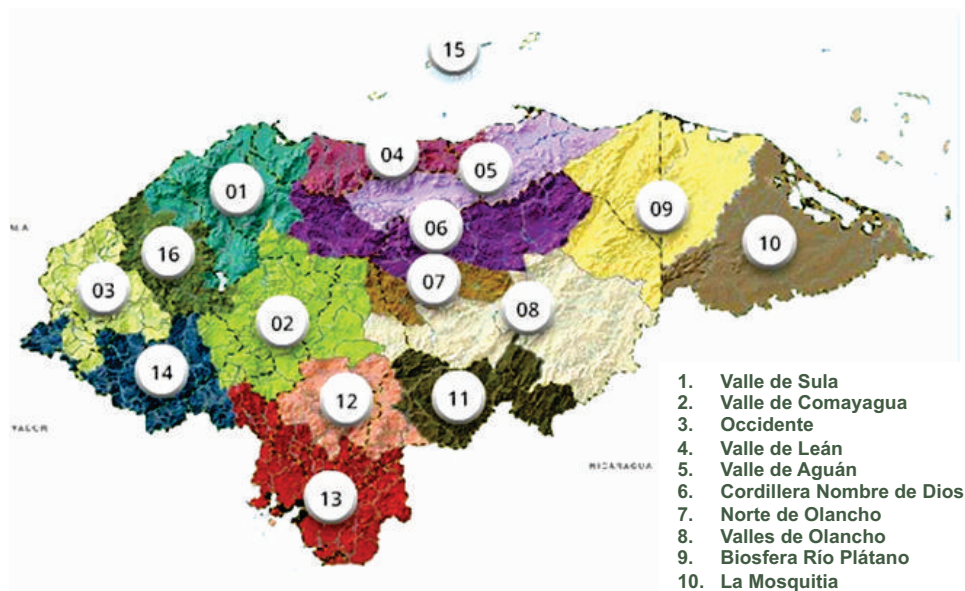 15
04
05
01
06
09
10
16
07
03
08
02
14
12
11
NICARAGUA
13
1. Valle de Sula
2. Valle de Comayagua
3. Occidente
4. Valle de Leán
5. Valle de Aguán
6. Cordillera Nombre de Dios
7. Norte de Olancho
8. Valles de Olancho
9. Biosfera Río Plátano
10. La Mosquitia